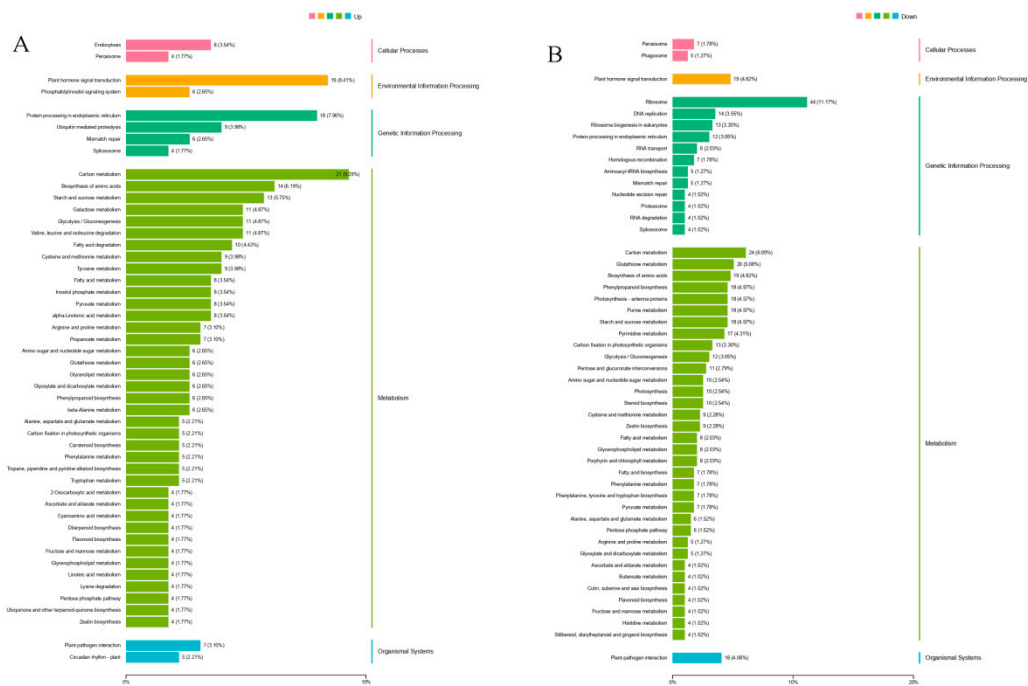 Up
A
Endocytosis 8 (3.54%)
Peroxisome 4 (1.77%)
Cellular Processes
Plant hormone signal transduction 19 (8.41%)
Phosphatidylinositol signaling system 6 (2.65%)
Environmental Information Processing
Protein processing in endoplasmic reticulum 18 (7.96%)
Ubiquitin mediated proteolysis 9 (3.98%)
Mismatch repair 6 (2.65%)
Spliceosome 4 (1.77%)
Genetic Information Processing
Carbon metabolism 21 (9.29%)
Biosynthesis of amino acids 14 (6.19%)
Starch and sucrose metabolism 13 (5.75%)
Galactose metabolism 11 (4.87%)
Glycolysis / Gluconeogenesis 11 (4.87%)
Valine, leucine and isoleucine degradation 11 (4.87%)
Fatty acid degradation 10 (4.42%)
Cysteine and methionine metabolism 9 (3.98%)
Tyrosine metabolism 9 (3.98%)
Fatty acid metabolism 8 (3.54%)
Inositol phosphate metabolism 8 (3.54%)
Pyruvate metabolism 8 (3.54%)
alpha-Linolenic acid metabolism 8 (3.54%)
Arginine and proline metabolism 7 (3.10%)
Propanoate metabolism 7 (3.10%)
Amino sugar and nucleotide sugar metabolism 6 (2.65%)
Glutathione metabolism 6 (2.65%)
Glycerolipid metabolism 6 (2.65%)
Glyoxylate and dicarboxylate metabolism 6 (2.65%)
Phenylpropanoid biosynthesis 6 (2.65%)
beta-Alanine metabolism 6 (2.65%)
Alanine, aspartate and glutamate metabolism 5 (2.21%)
Carbon fixation in photosynthetic organisms 5 (2.21%)
Carotenoid biosynthesis 5 (2.21%)
Phenylalanine metabolism 5 (2.21%)
Tropane, piperidine and pyridine alkaloid biosynthesis 5 (2.21%)
Tryptophan metabolism 5 (2.21%)
2-Oxocarboxylic acid metabolism 4 (1.77%)
Ascorbate and aldarate metabolism 4 (1.77%)
Cyanoamino acid metabolism 4 (1.77%)
Diterpenoid biosynthesis 4 (1.77%)
Flavonoid biosynthesis 4 (1.77%)
Fructose and mannose metabolism 4 (1.77%)
Glycerophospholipid metabolism 4 (1.77%)
Linoleic acid metabolism 4 (1.77%)
Lysine degradation 4 (1.77%)
Pentose phosphate pathway 4 (1.77%)
Ubiquinone and other terpenoid-quinone biosynthesis 4 (1.77%)
Zeatin biosynthesis 4 (1.77%)
Metabolism
Plant-pathogen interaction 7 (3.10%)
Circadian rhythm - plant 5 (2.21%)
Organismal Systems
0% 10%
Down
B
Peroxisome 7 (1.78%)
Phagosome 5 (1.27%)
Cellular Processes
Plant hormone signal transduction 19 (4.82%)
Environmental Information Processing
Ribosome 44 (11.17%)
DNA replication 14 (3.55%)
Ribosome biogenesis in eukaryotes 13 (3.30%)
Protein processing in endoplasmic reticulum 12 (3.05%)
RNA transport 8 (2.03%)
Homologous recombination 7 (1.78%)
Aminoacyl-tRNA biosynthesis 5 (1.27%)
Mismatch repair 5 (1.27%)
Nucleotide excision repair 4 (1.02%)
Proteasome 4 (1.02%)
RNA degradation 4 (1.02%)
Spliceosome 4 (1.02%)
Genetic Information Processing
Carbon metabolism 24 (6.09%)
Glutathione metabolism 20 (5.08%)
Biosynthesis of amino acids 19 (4.82%)
Phenylpropanoid biosynthesis 18 (4.57%)
Photosynthesis - antenna proteins 18 (4.57%)
Purine metabolism 18 (4.57%)
Starch and sucrose metabolism 18 (4.57%)
Pyrimidine metabolism 17 (4.31%)
Carbon fixation in photosynthetic organisms 13 (3.30%)
Glycolysis / Gluconeogenesis 12 (3.05%)
Pentose and glucuronate interconversions 11 (2.79%)
Amino sugar and nucleotide sugar metabolism 10 (2.54%)
Photosynthesis 10 (2.54%)
Steroid biosynthesis 10 (2.54%)
Cysteine and methionine metabolism 9 (2.28%)
Zeatin biosynthesis 9 (2.28%)
Fatty acid metabolism 8 (2.03%)
Glycerophospholipid metabolism 8 (2.03%)
Porphyrin and chlorophyll metabolism 8 (2.03%)
Fatty acid biosynthesis 7 (1.78%)
Phenylalanine metabolism 7 (1.78%)
Phenylalanine, tyrosine and tryptophan biosynthesis 7 (1.78%)
Pyruvate metabolism 7 (1.78%)
Alanine, aspartate and glutamate metabolism 6 (1.52%)
Pentose phosphate pathway 6 (1.52%)
Arginine and proline metabolism 5 (1.27%)
Glyoxylate and dicarboxylate metabolism 5 (1.27%)
Ascorbate and aldarate metabolism 4 (1.02%)
Butanoate metabolism 4 (1.02%)
Cutin, suberine and wax biosynthesis 4 (1.02%)
Flavonoid biosynthesis 4 (1.02%)
Fructose and mannose metabolism 4 (1.02%)
Histidine metabolism 4 (1.02%)
Stilbenoid, diarylheptanoid and gingerol biosynthesis 4 (1.02%)
Metabolism
Plant-pathogen interaction 16 (4.06%)
Organismal Systems
0% 10% 20%